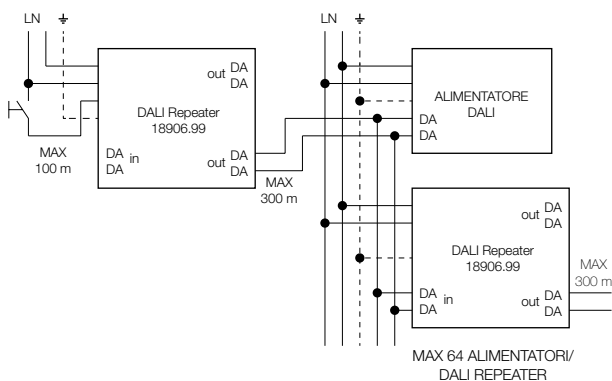 LN
out DA
DA
DALI Repeater
18906.99
DA in
DA
out DA
DA
MAX
100 m
MAX
300 m
LN
ALIMENTATORE
DALI
DA
DA
out DA
DA
DALI Repeater
18906.99
DA in
DA
out DA
DA
MAX
300 m
MAX 64 ALIMENTATORI/
DALI REPEATER